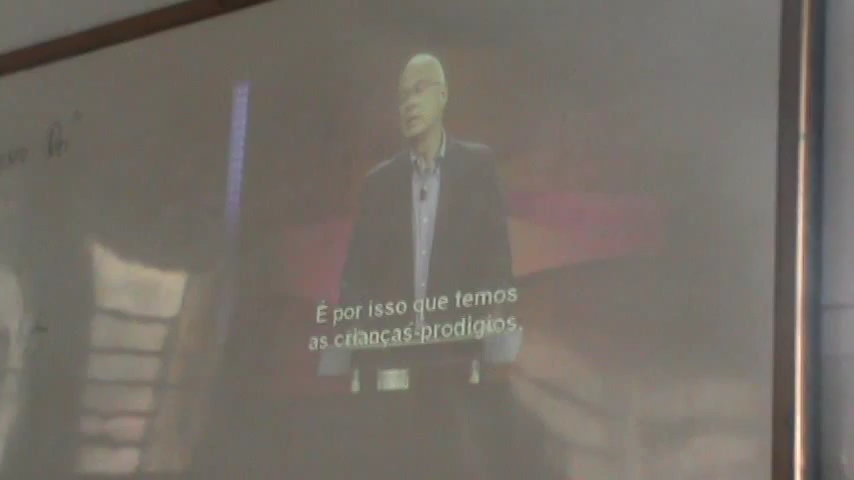 É por isso que temos
as crianças-prodígios.